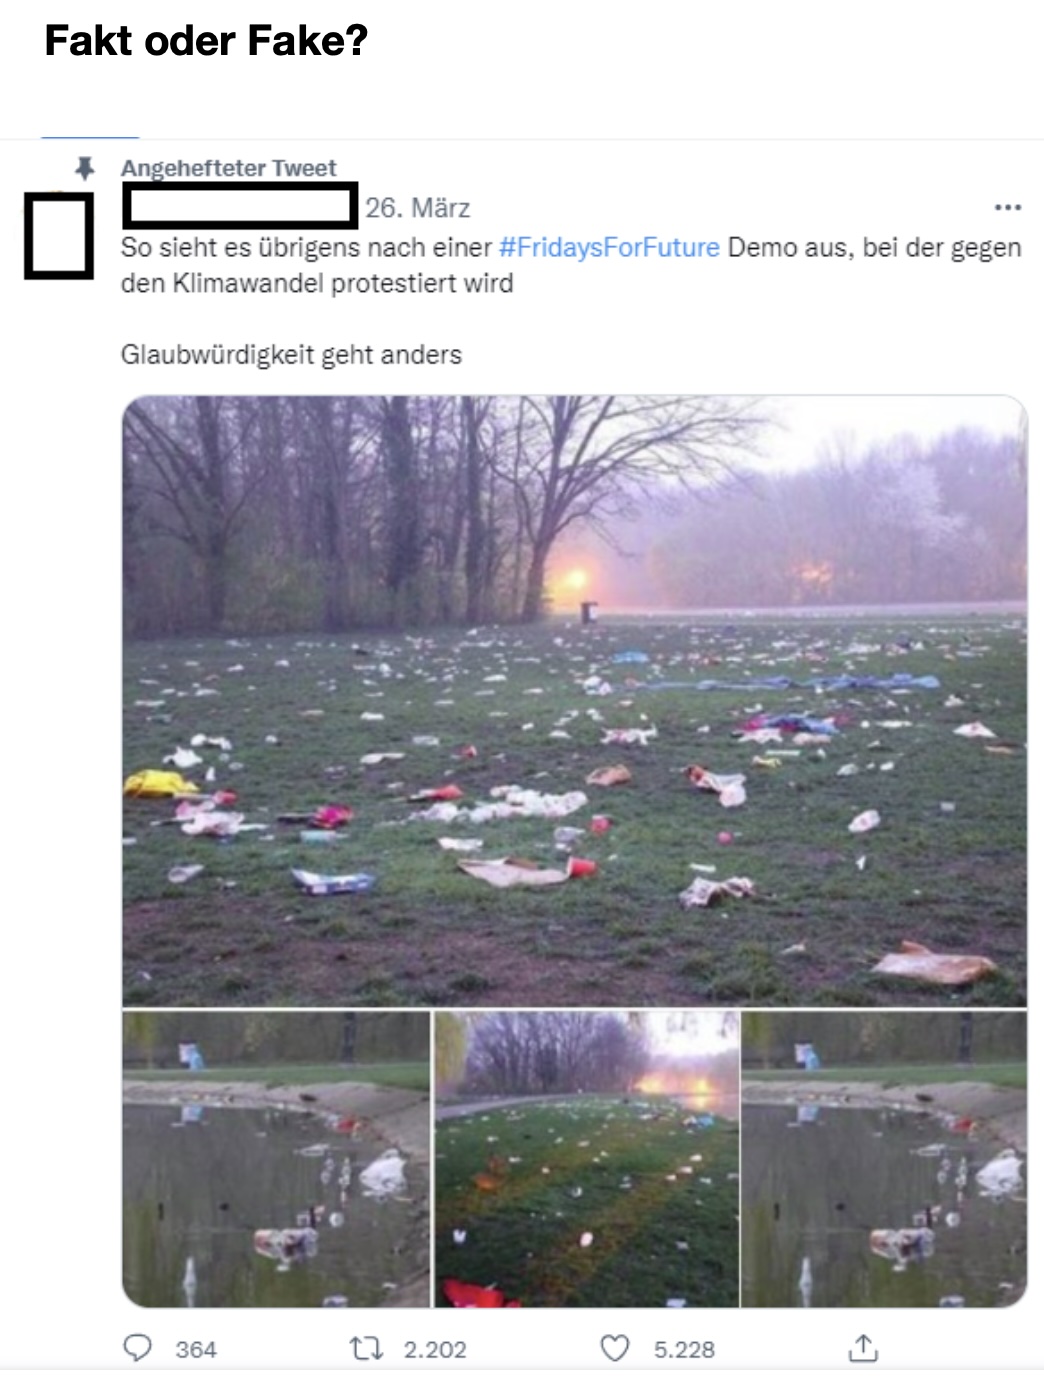 Fakt oder Fake?
Angehefteter Tweet
26. März
So sieht es übrigens nach einer #FridaysForFuture Demo aus, bei der gegen
den Klimawandel protestiert wird
Glaubwürdigkeit geht anders
364 2.202 5.228